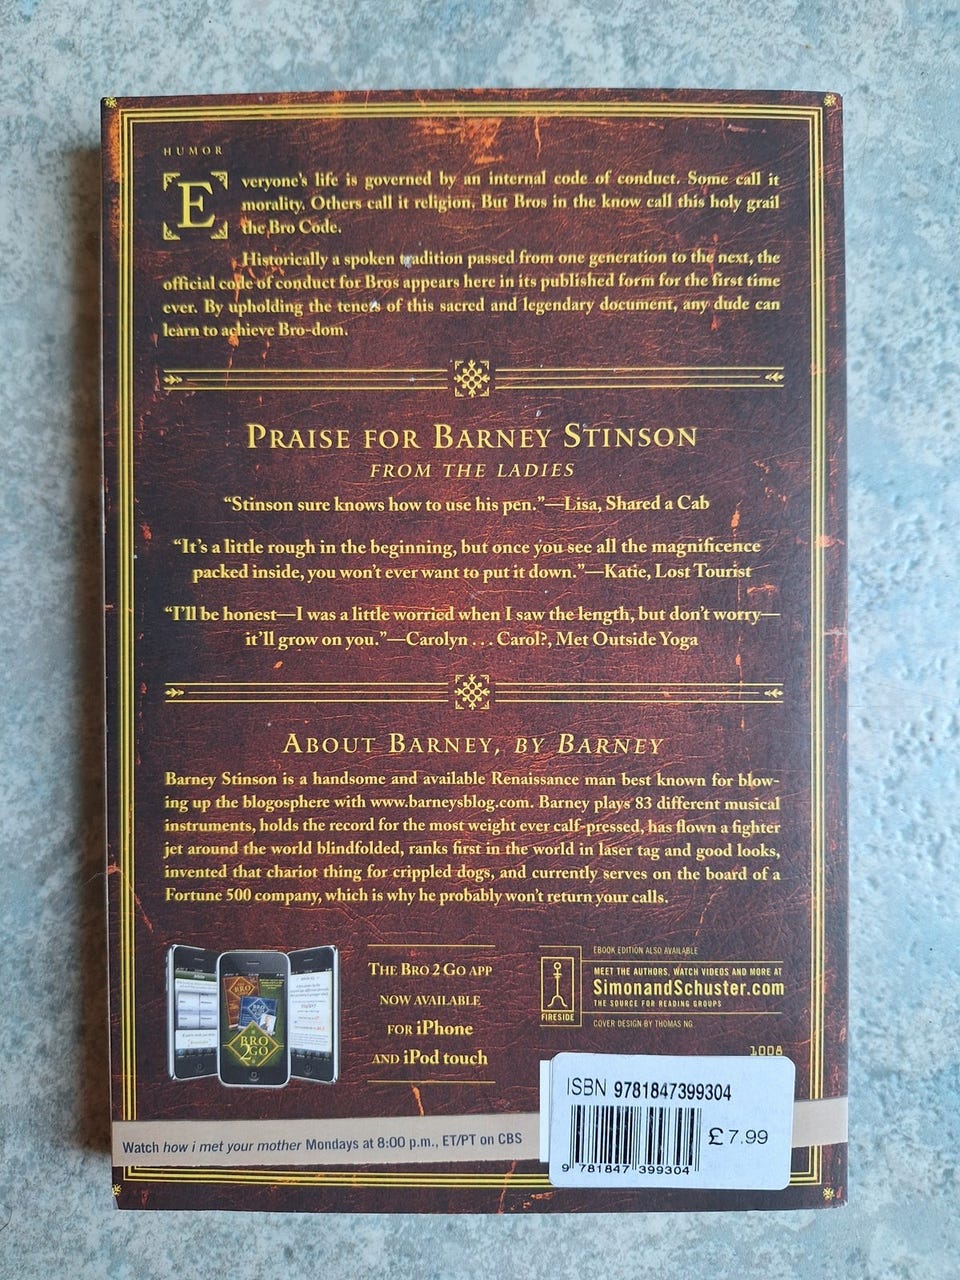 HUMOR
Everyone's life is governed by an internal code of conduct. Some call it
morality. Others call it religion. But Bros in the know call this holy grail
the Bro Code.
Historically a spoken tradition passed from one generation to the next, the
official code of conduct for Bros appears here in its published form for the first time
ever. By upholding the tenets of this sacred and legendary document, any dude can
learn to achieve Bro-dom.
PRAISE FOR BARNEY STINSON
FROM THE LADIES
“Stinson sure knows how to use his pen.”—Lisa, Shared a Cab
“It’s a little rough in the beginning, but once you see all the magnificence
packed inside, you won’t ever want to put it down.”—Katie, Lost Tourist
“I’ll be honest—I was a little worried when I saw the length, but don’t worry—
it’ll grow on you.”—Carolyn . . . Carol?, Met Outside Yoga
ABOUT BARNEY, BY BARNEY
Barney Stinson is a handsome and available Renaissance man best known for blow-
ing up the blogosphere with www.barneysblog.com. Barney plays 83 different musical
instruments, holds the record for the most weight ever calf-pressed, has flown a fighter
jet around the world blindfolded, ranks first in the world in laser tag and good looks,
invented that chariot thing for crippled dogs, and currently serves on the board of a
Fortune 500 company, which is why he probably won’t return your calls.
BRO
BRO
2
GO
THE BRO 2 GO APP
NOW AVAILABLE
FOR iPhone
AND iPod touch
FIRESIDE
EBOOK EDITION ALSO AVAILABLE
MEET THE AUTHORS, WATCH VIDEOS AND MORE AT
SimonandSchuster.com
THE SOURCE FOR READING GROUPS
COVER DESIGN BY THOMAS NG
1008
Watch how i met your mother Mondays at 8:00 p.m., ET/PT on CBS
ISBN 9781847399304
£7.99
9 781847 399304